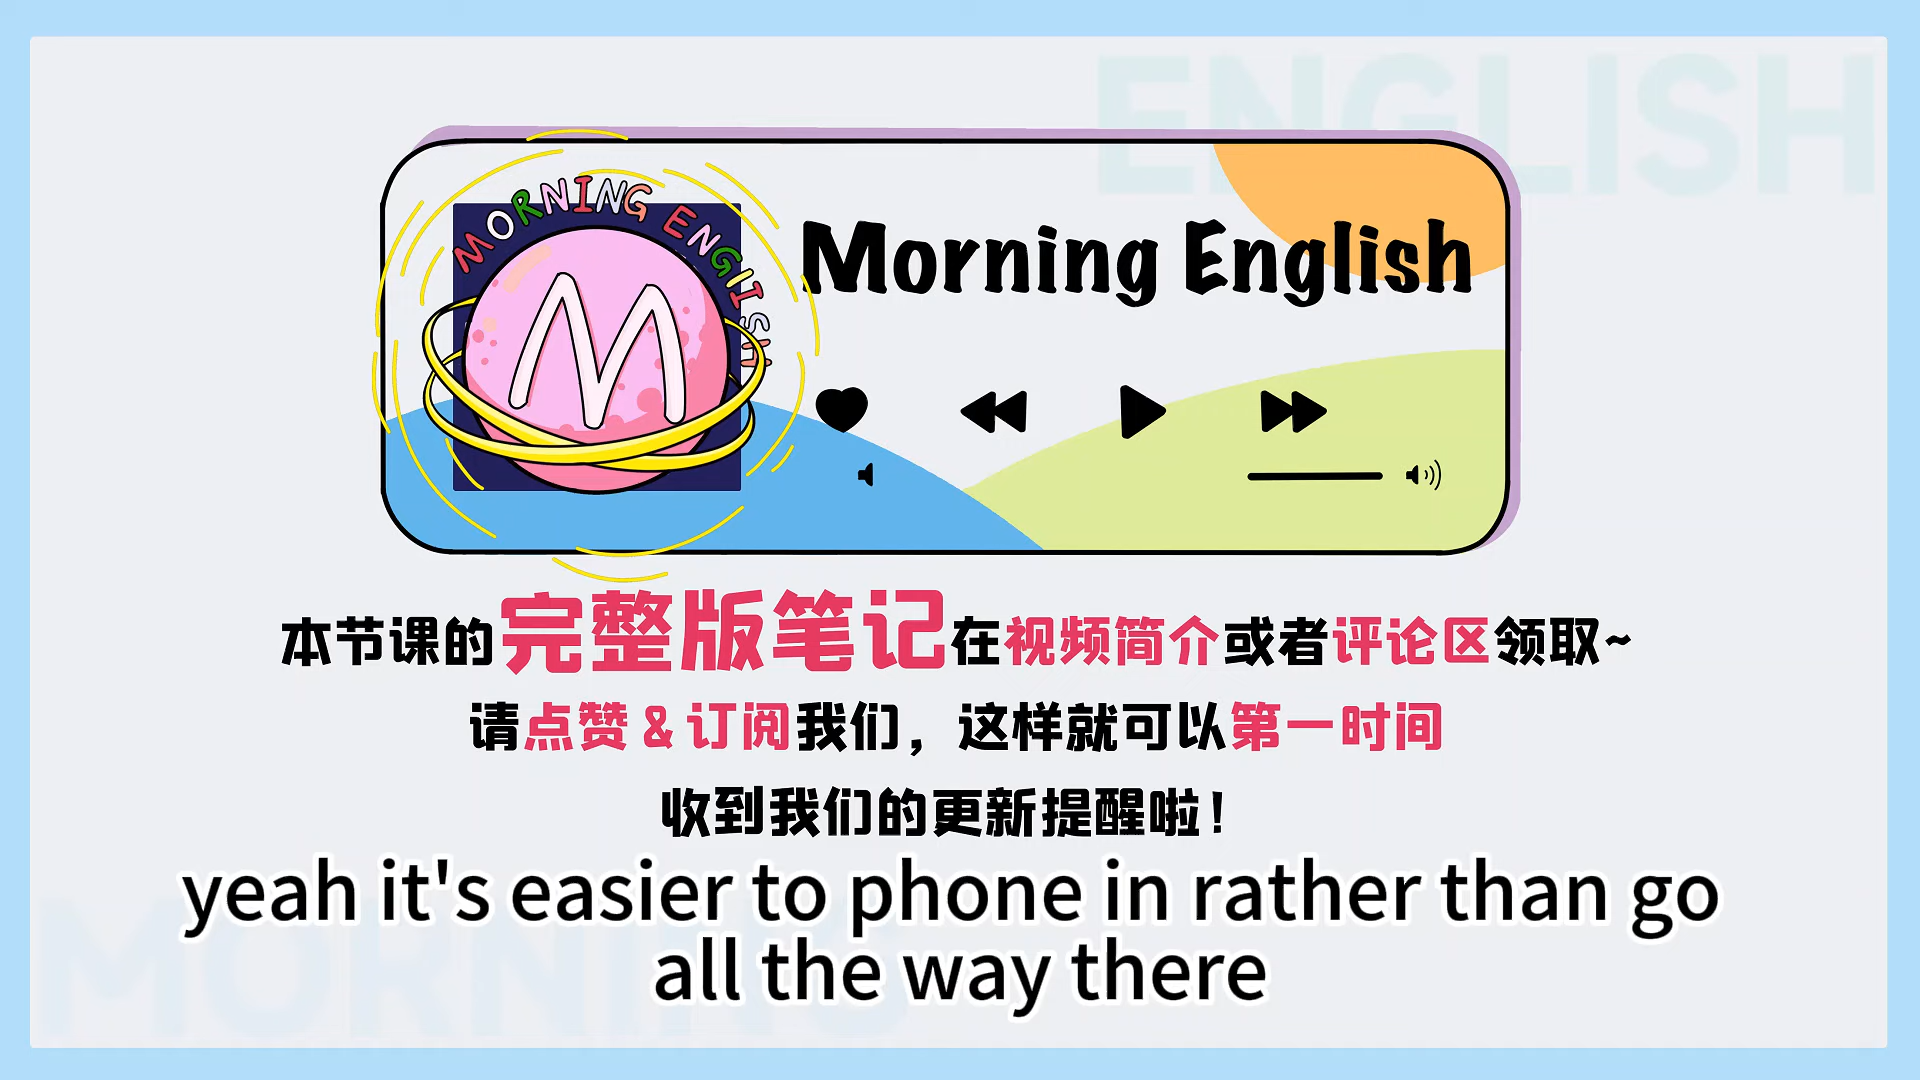 ENGLISH
MORNING ENGLISH
M
Morning English
本节课的完整版笔记在视频简介或者评论区领取~
请点赞&订阅我们，这样就可以第一时间
收到我们的更新提醒啦！
yeah it's easier to phone in rather than go
all the way there
MORNING